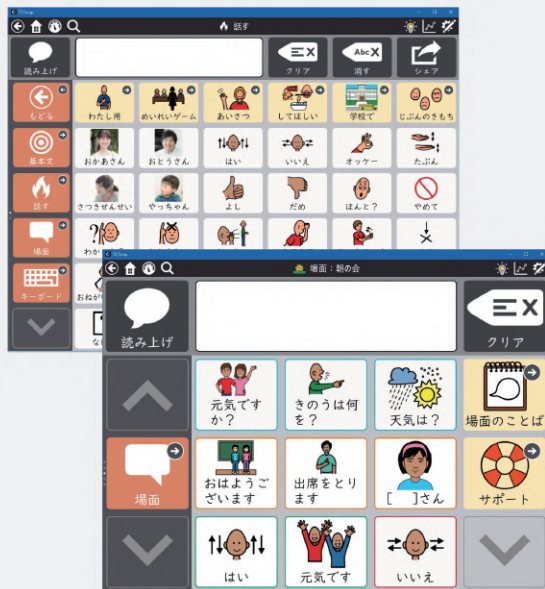 TD Snap
話す
読み上げ
クリア
Abc
消す
シェア
もどる
わたし用
めいれいゲーム
あいさつ
してほしい
学校で
じぶんのきもち
基本文
おかあさん
おとうさん
はい
いいえ
オッケー
たぶん
話す
さつきせんせい
やっちゃん
よし
だめ
ほんと?
やめて
場面
キーボード
TD Snap
場面:朝の会
読み上げ
クリア
元気です
か?
きのうは何
を?
天気は?
場面のことば
場面
おはようご
ざいます
出席をとり
ます
[ ]さん
サポート
はい
元気です
いいえ